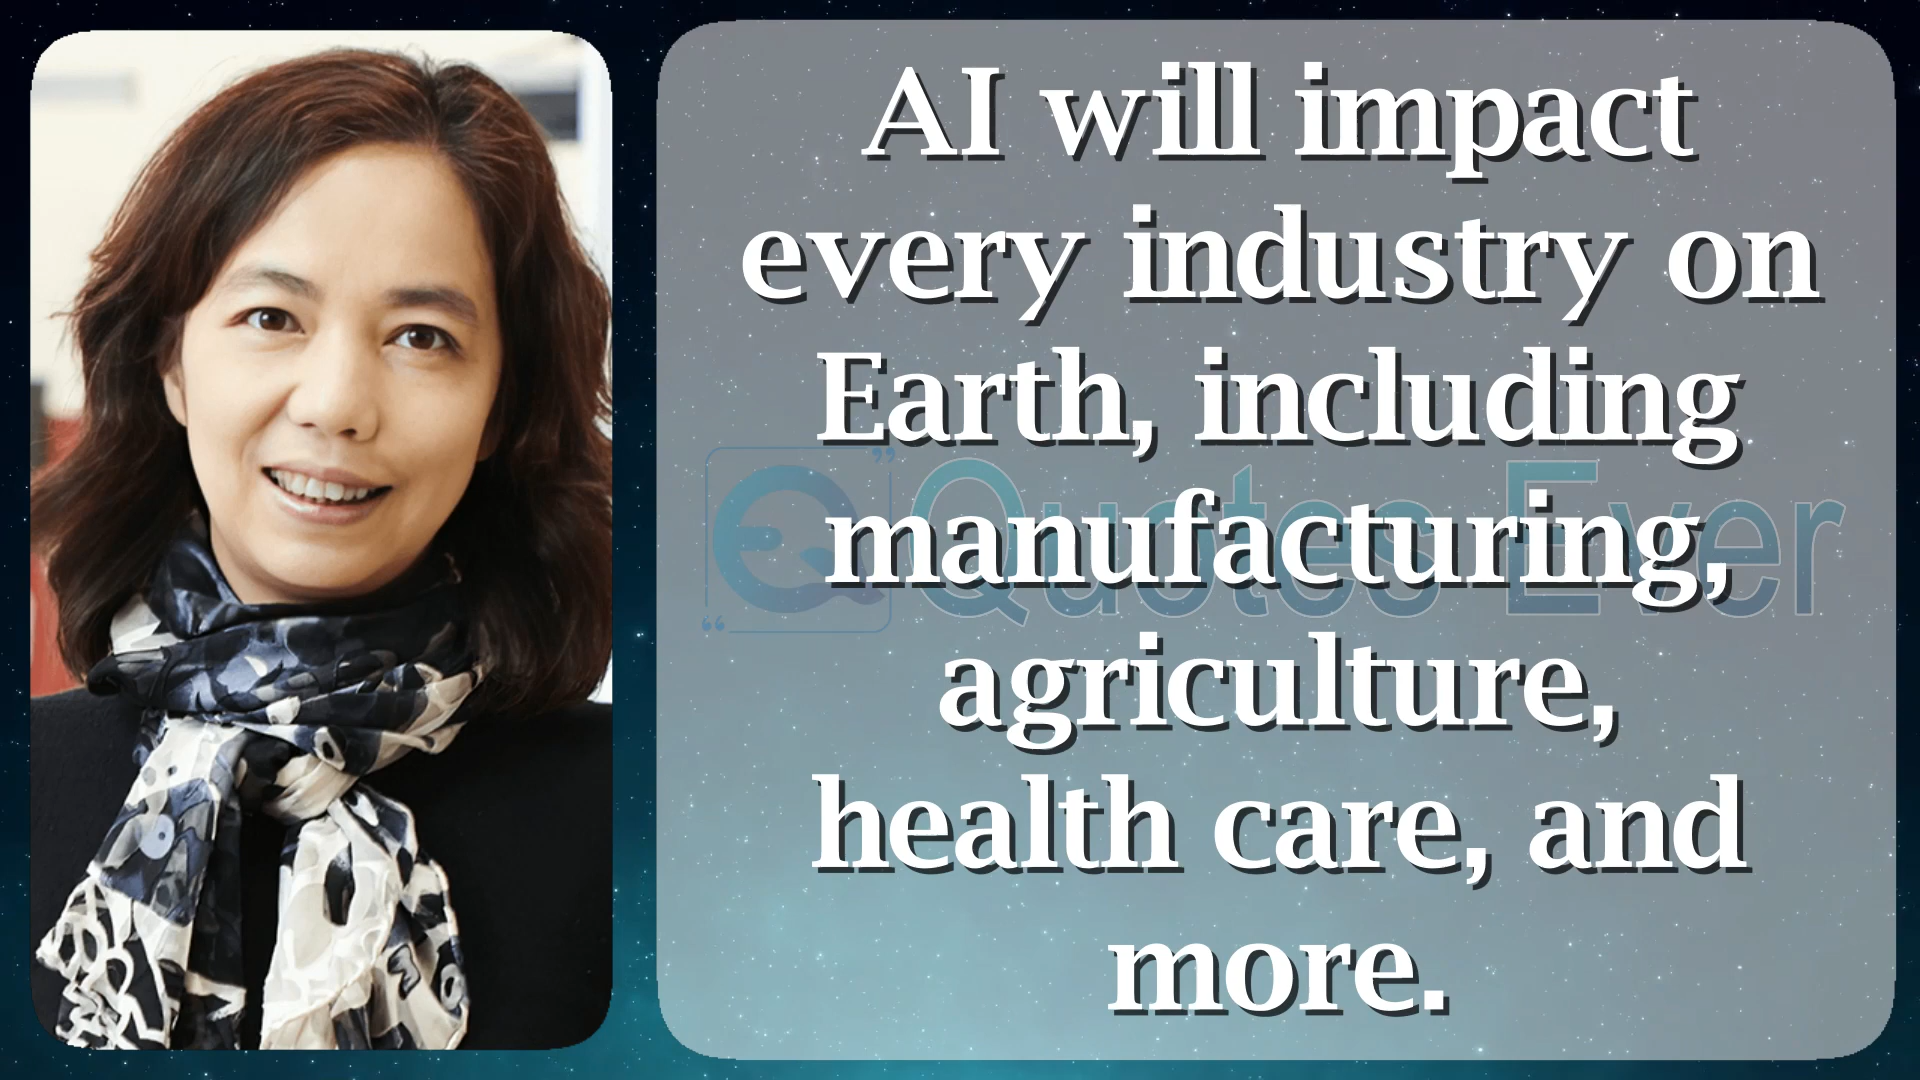 AI will impact
every industry on
Earth, including
Quotes Ever
manufacturing,
agriculture,
health care, and
more.